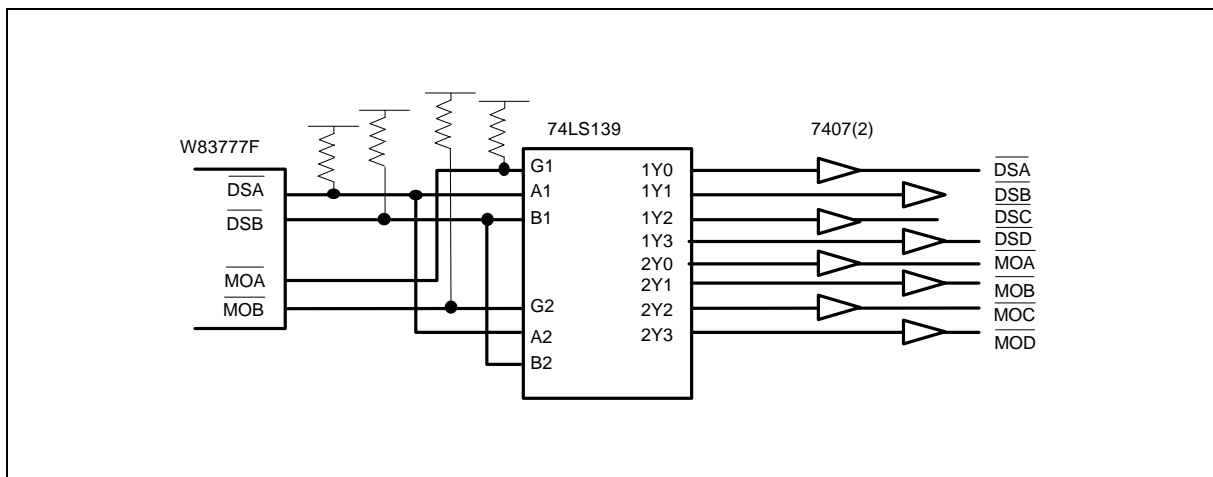 W83777F
DSA
DSB
MOA
MOB
74LS139
G1
A1
B1
G2
A2
B2
1Y0
1Y1
1Y2
1Y3
2Y0
2Y1
2Y2
2Y3
7407(2)
DSA
DSB
DSC
DSD
MOA
MOB
MOC
MOD